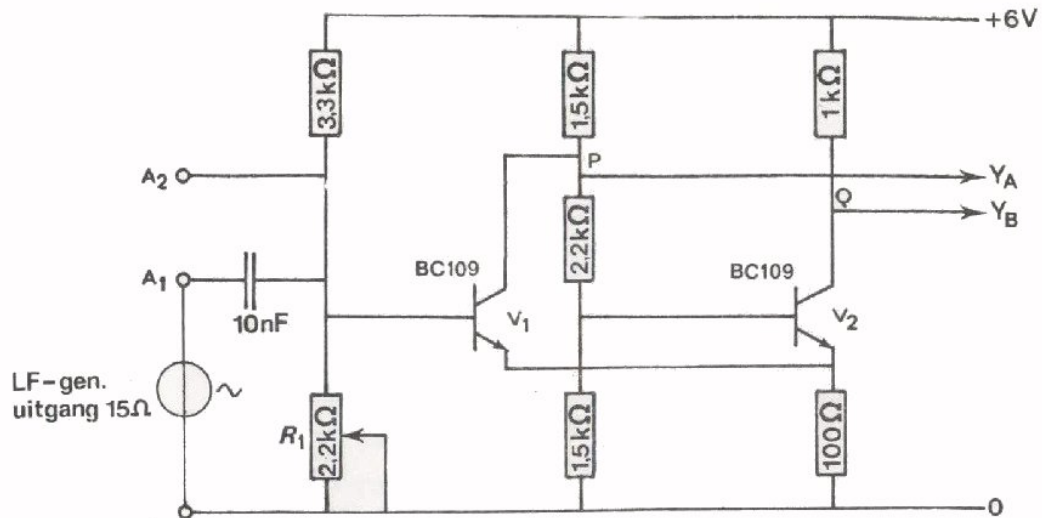 +6V
3,3kΩ
1,5kΩ
1kΩ
A2
P
YA
Q
YB
2,2kΩ
A1
BC109
BC109
10nF
V1
V2
LF-gen.
uitgang 15Ω
R1
2,2kΩ
1,5kΩ
100Ω
0